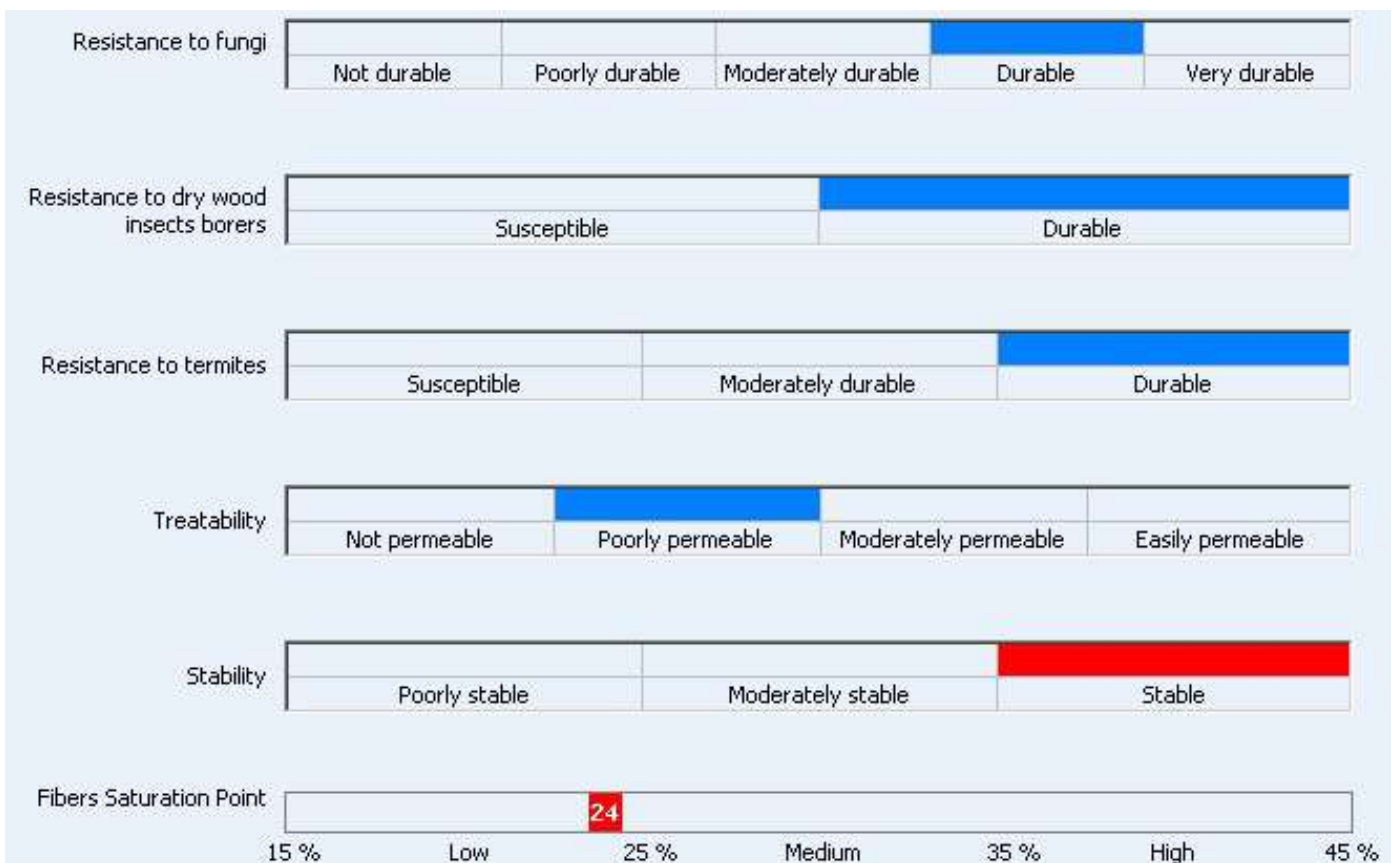 Resistance to fungi
Not durable Poorly durable Moderately durable Durable Very durable
Resistance to dry wood
insects borers
Susceptible Durable
Resistance to termites
Susceptible Moderately durable Durable
Treatability
Not permeable Poorly permeable Moderately permeable Easily permeable
Stability
Poorly stable Moderately stable Stable
Fibers Saturation Point
24
15 % Low 25 % Medium 35 % High 45 %